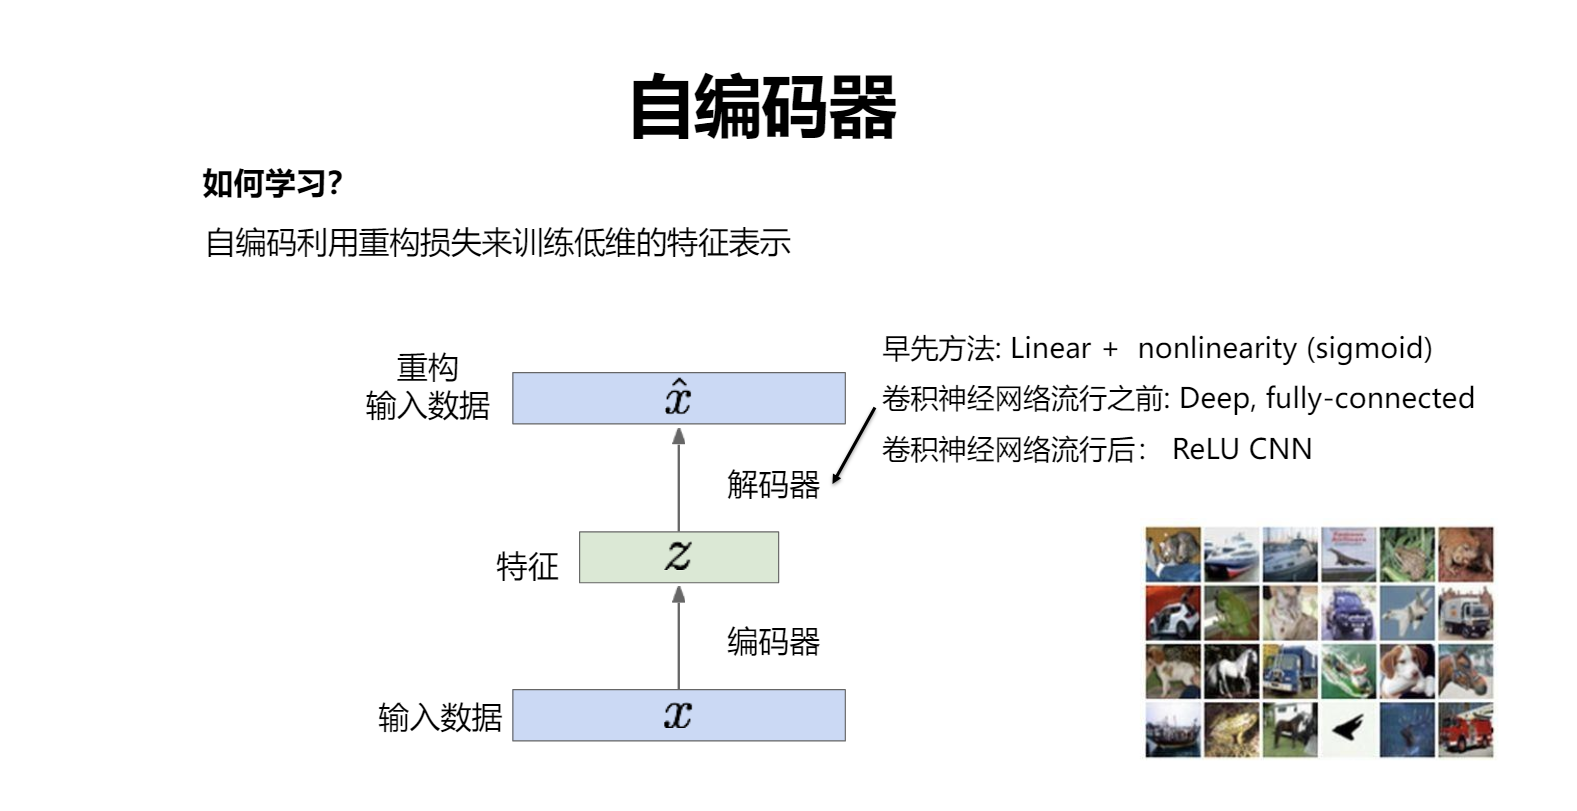 自编码器
如何学习?
自编码利用重构损失来训练低维的特征表示
重构
输入数据
x̂
早先方法: Linear + nonlinearity (sigmoid)
卷积神经网络流行之前: Deep, fully-connected
卷积神经网络流行后： ReLU CNN
解码器
特征
z
编码器
输入数据
x